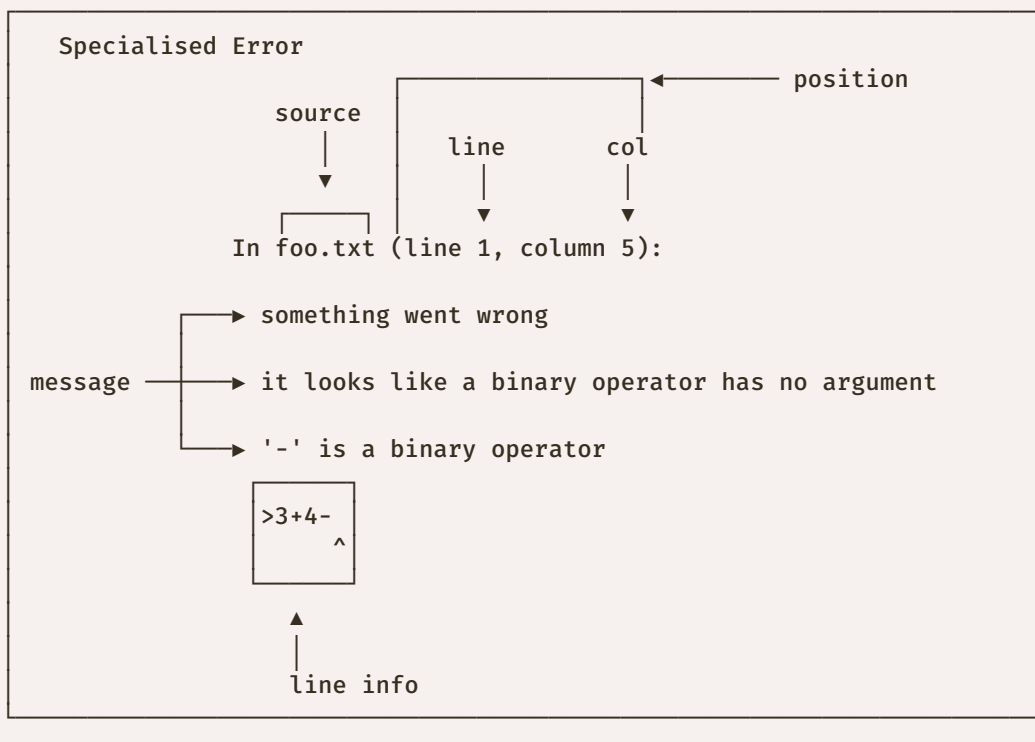 Specialised Error
position
source
line col
In foo.txt (line 1, column 5):
something went wrong
message it looks like a binary operator has no argument
'-' is a binary operator
>3+4-
^
line info